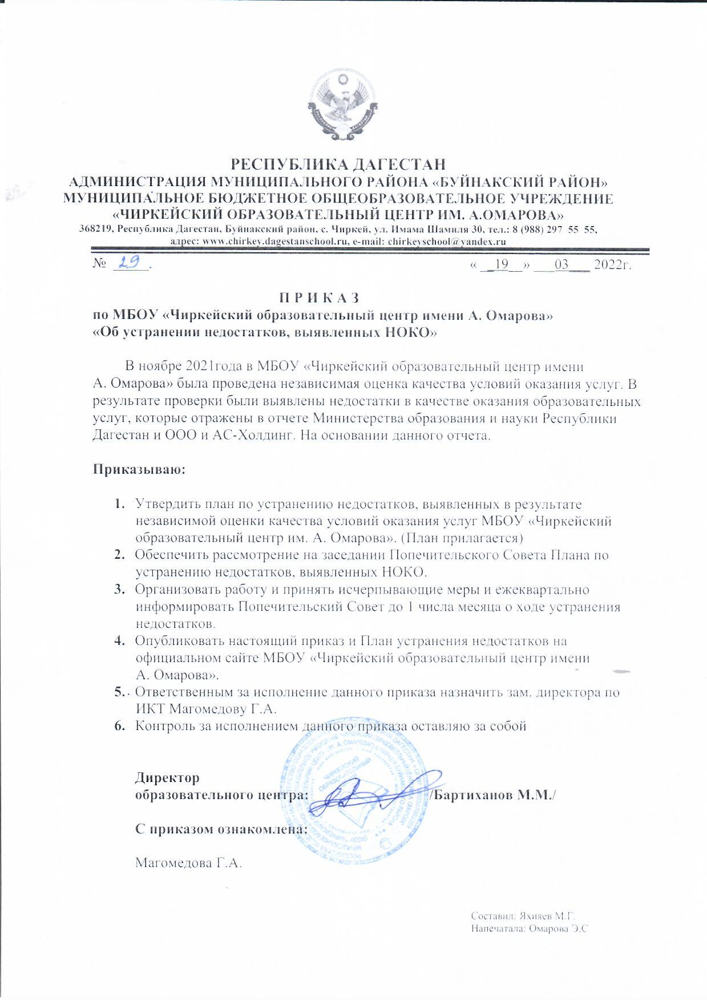 РЕСПУБЛИКА ДАГЕСТАН
АДМИНИСТРАЦИЯ МУНИЦИПАЛЬНОГО РАЙОНА «БУЙНАКСКИЙ РАЙОН»
МУНИЦИПАЛЬНОЕ БЮДЖЕТНОЕ ОБЩЕОБРАЗОВАТЕЛЬНОЕ УЧРЕЖДЕНИЕ
«ЧИРКЕЙСКИЙ ОБРАЗОВАТЕЛЬНЫЙ ЦЕНТР ИМ. А.ОМАРОВА»
368219, Республика Дагестан, Буйнакский район, с. Чиркей, ул. Имама Шамиля 30, тел.: 8 (988) 297 55 55,
адрес: www.chirkey.dagestanschool.ru, e-mail: chirkeyschool@yandex.ru
№ 29. « 19 » 03 2022г.
П Р И К А З
по МБОУ «Чиркейский образовательный центр имени А. Омарова»
«Об устранении недостатков, выявленных НОКО»
В ноябре 2021года в МБОУ «Чиркейский образовательный центр имени
А. Омарова» была проведена независимая оценка качества условий оказания услуг. В
результате проверки были выявлены недостатки в качестве оказания образовательных
услуг, которые отражены в отчете Министерства образования и науки Республики
Дагестан и ООО и АС-Холдинг. На основании данного отчета.
Приказываю:
1. Утвердить план по устранению недостатков, выявленных в результате
независимой оценки качества условий оказания услуг МБОУ «Чиркейский
образовательный центр им. А. Омарова». (План прилагается)
2. Обеспечить рассмотрение на заседании Попечительского Совета Плана по
устранению недостатков, выявленных НОКО.
3. Организовать работу и принять исчерпывающие меры и ежеквартально
информировать Попечительский Совет до 1 числа месяца о ходе устранения
недостатков.
4. Опубликовать настоящий приказ и План устранения недостатков на
официальном сайте МБОУ «Чиркейский образовательный центр имени
А. Омарова».
5. Ответственным за исполнение данного приказа назначить зам. директора по
ИКТ Магомедову Г.А.
6. Контроль за исполнением данного приказа оставляю за собой
Директор
образовательного центра: /Бартиханов М.М./
ЧИРКЕЙСКИЙ
ОБРАЗОВАТЕЛЬНЫЙ
С приказом ознакомлена:
Магомедова Г.А.
Составил: Яхияев М.Г.
Напечатала: Омарова Э.С